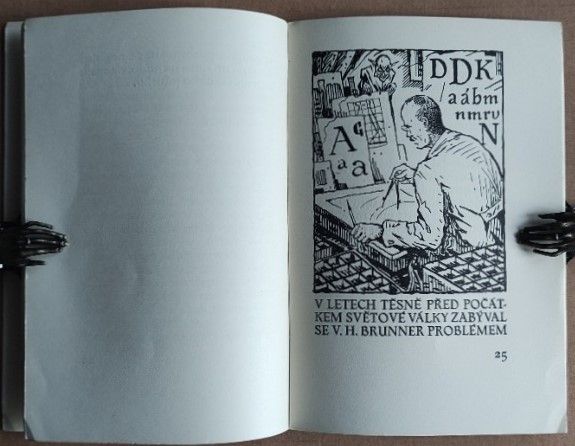 DDK
aábm
nmrv
N
A
G
a
a
V LETECH TĚSNĚ PŘED POČÁT-
KEM SVĚTOVÉ VÁLKY ZABÝVAL
SE V. H. BRUNNER PROBLÉMEM
25